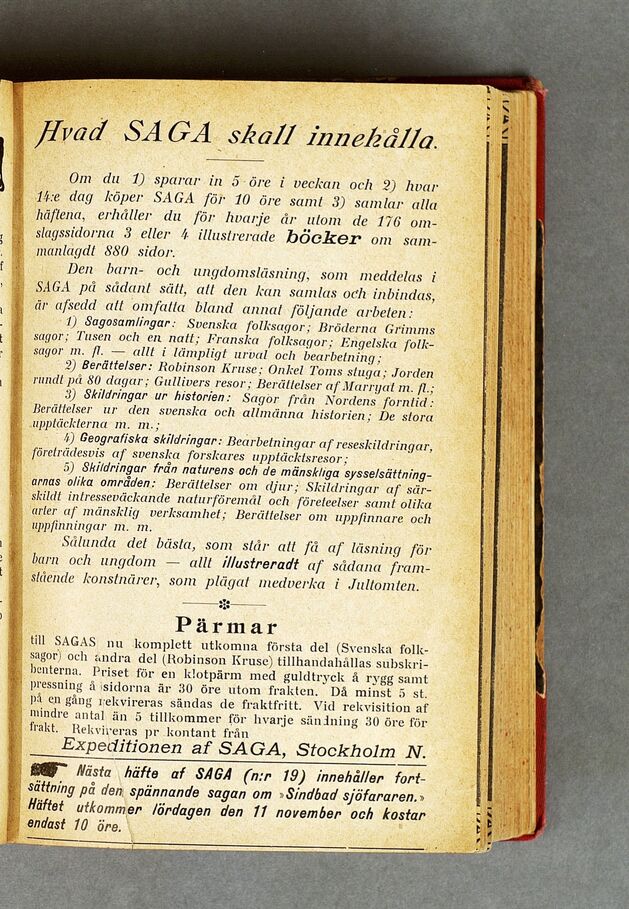 Hvad SAGA skall innehålla.
Om du 1) sparar in 5 öre i veckan och 2) hvar
14:e dag köper SAGA för 10 öre samt 3) samlar alla
häftena, erhåller du för hvarje år utom de 176 om-
slagssidorna 3 eller 4 illustrerade böcker om sam-
manlagdt 880 sidor.
Den barn- och ungdomsläsning, som meddelas i
SAGA på sådant sätt, att den kan samlas och inbindas,
är afsedd att omfatta bland annat följande arbeten:
1) Sagosamlingar: Svenska folksagor; Bröderna Grimms
sagor; Tusen och en natt; Franska folksagor; Engelska folk-
sagor m. fl. — allt i lämpligt urval och bearbetning;
2) Berättelser: Robinson Kruse; Onkel Toms stuga; Jorden
rundt på 80 dagar; Gullivers resor; Berättelser af Marryat m. fl.;
3) Skildringar ur historien: Sagor från Nordens forntid;
Berättelser ur den svenska och allmänna historien; De stora
upptäckterna m. m.;
4) Geografiska skildringar: Bearbetningar af reseskildringar,
företrädesvis af svenska forskares upptäcktsresor;
5) Skildringar från naturens och de mänskliga sysselsättning-
arnas olika områden: Berättelser om djur; Skildringar af sär-
skildt intresseväckande naturföremål och företeelser samt olika
arter af mänsklig verksamhet; Berättelser om uppfinnare och
uppfinningar m. m.
Sålunda det bästa, som står att få af läsning för
barn och ungdom — allt illustreradt af sådana fram-
stående konstnärer, som plägat medverka i Jultomten.
Pärmar
till SAGAS nu komplett utkomna första del (Svenska folk-
sagor) och andra del (Robinson Kruse) tillhandahållas subskri-
benterna. Priset för en klotpärm med guldtryck å rygg samt
pressning å sidorna är 30 öre utom frakten. Då minst 5 st.
på en gång rekvireras sändas de fraktfritt. Vid rekvisition af
mindre antal än 5 tillkommer för hvarje sändning 30 öre för
frakt. Rekvireras pr kontant från
Expeditionen af SAGA, Stockholm N.
Nästa häfte af SAGA (n:r 19) innehåller fort-
sättning på den spännande sagan om »Sindbad sjöfararen.»
Häftet utkommer lördagen den 11 november och kostar
endast 10 öre.